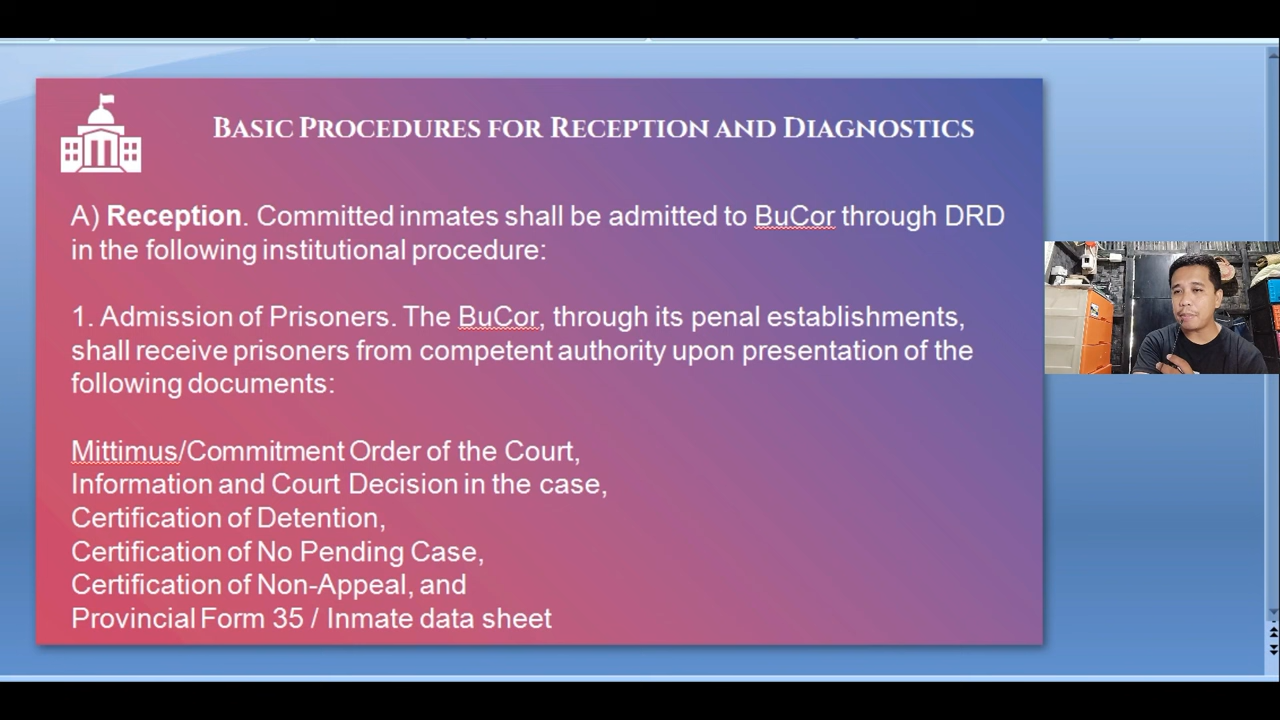 BASIC PROCEDURES FOR RECEPTION AND DIAGNOSTICS
A) Reception. Committed inmates shall be admitted to BuCor through DRD
in the following institutional procedure:
1. Admission of Prisoners. The BuCor, through its penal establishments,
shall receive prisoners from competent authority upon presentation of the
following documents:
Mittimus/Commitment Order of the Court,
Information and Court Decision in the case,
Certification of Detention,
Certification of No Pending Case,
Certification of Non-Appeal, and
Provincial Form 35 / Inmate data sheet